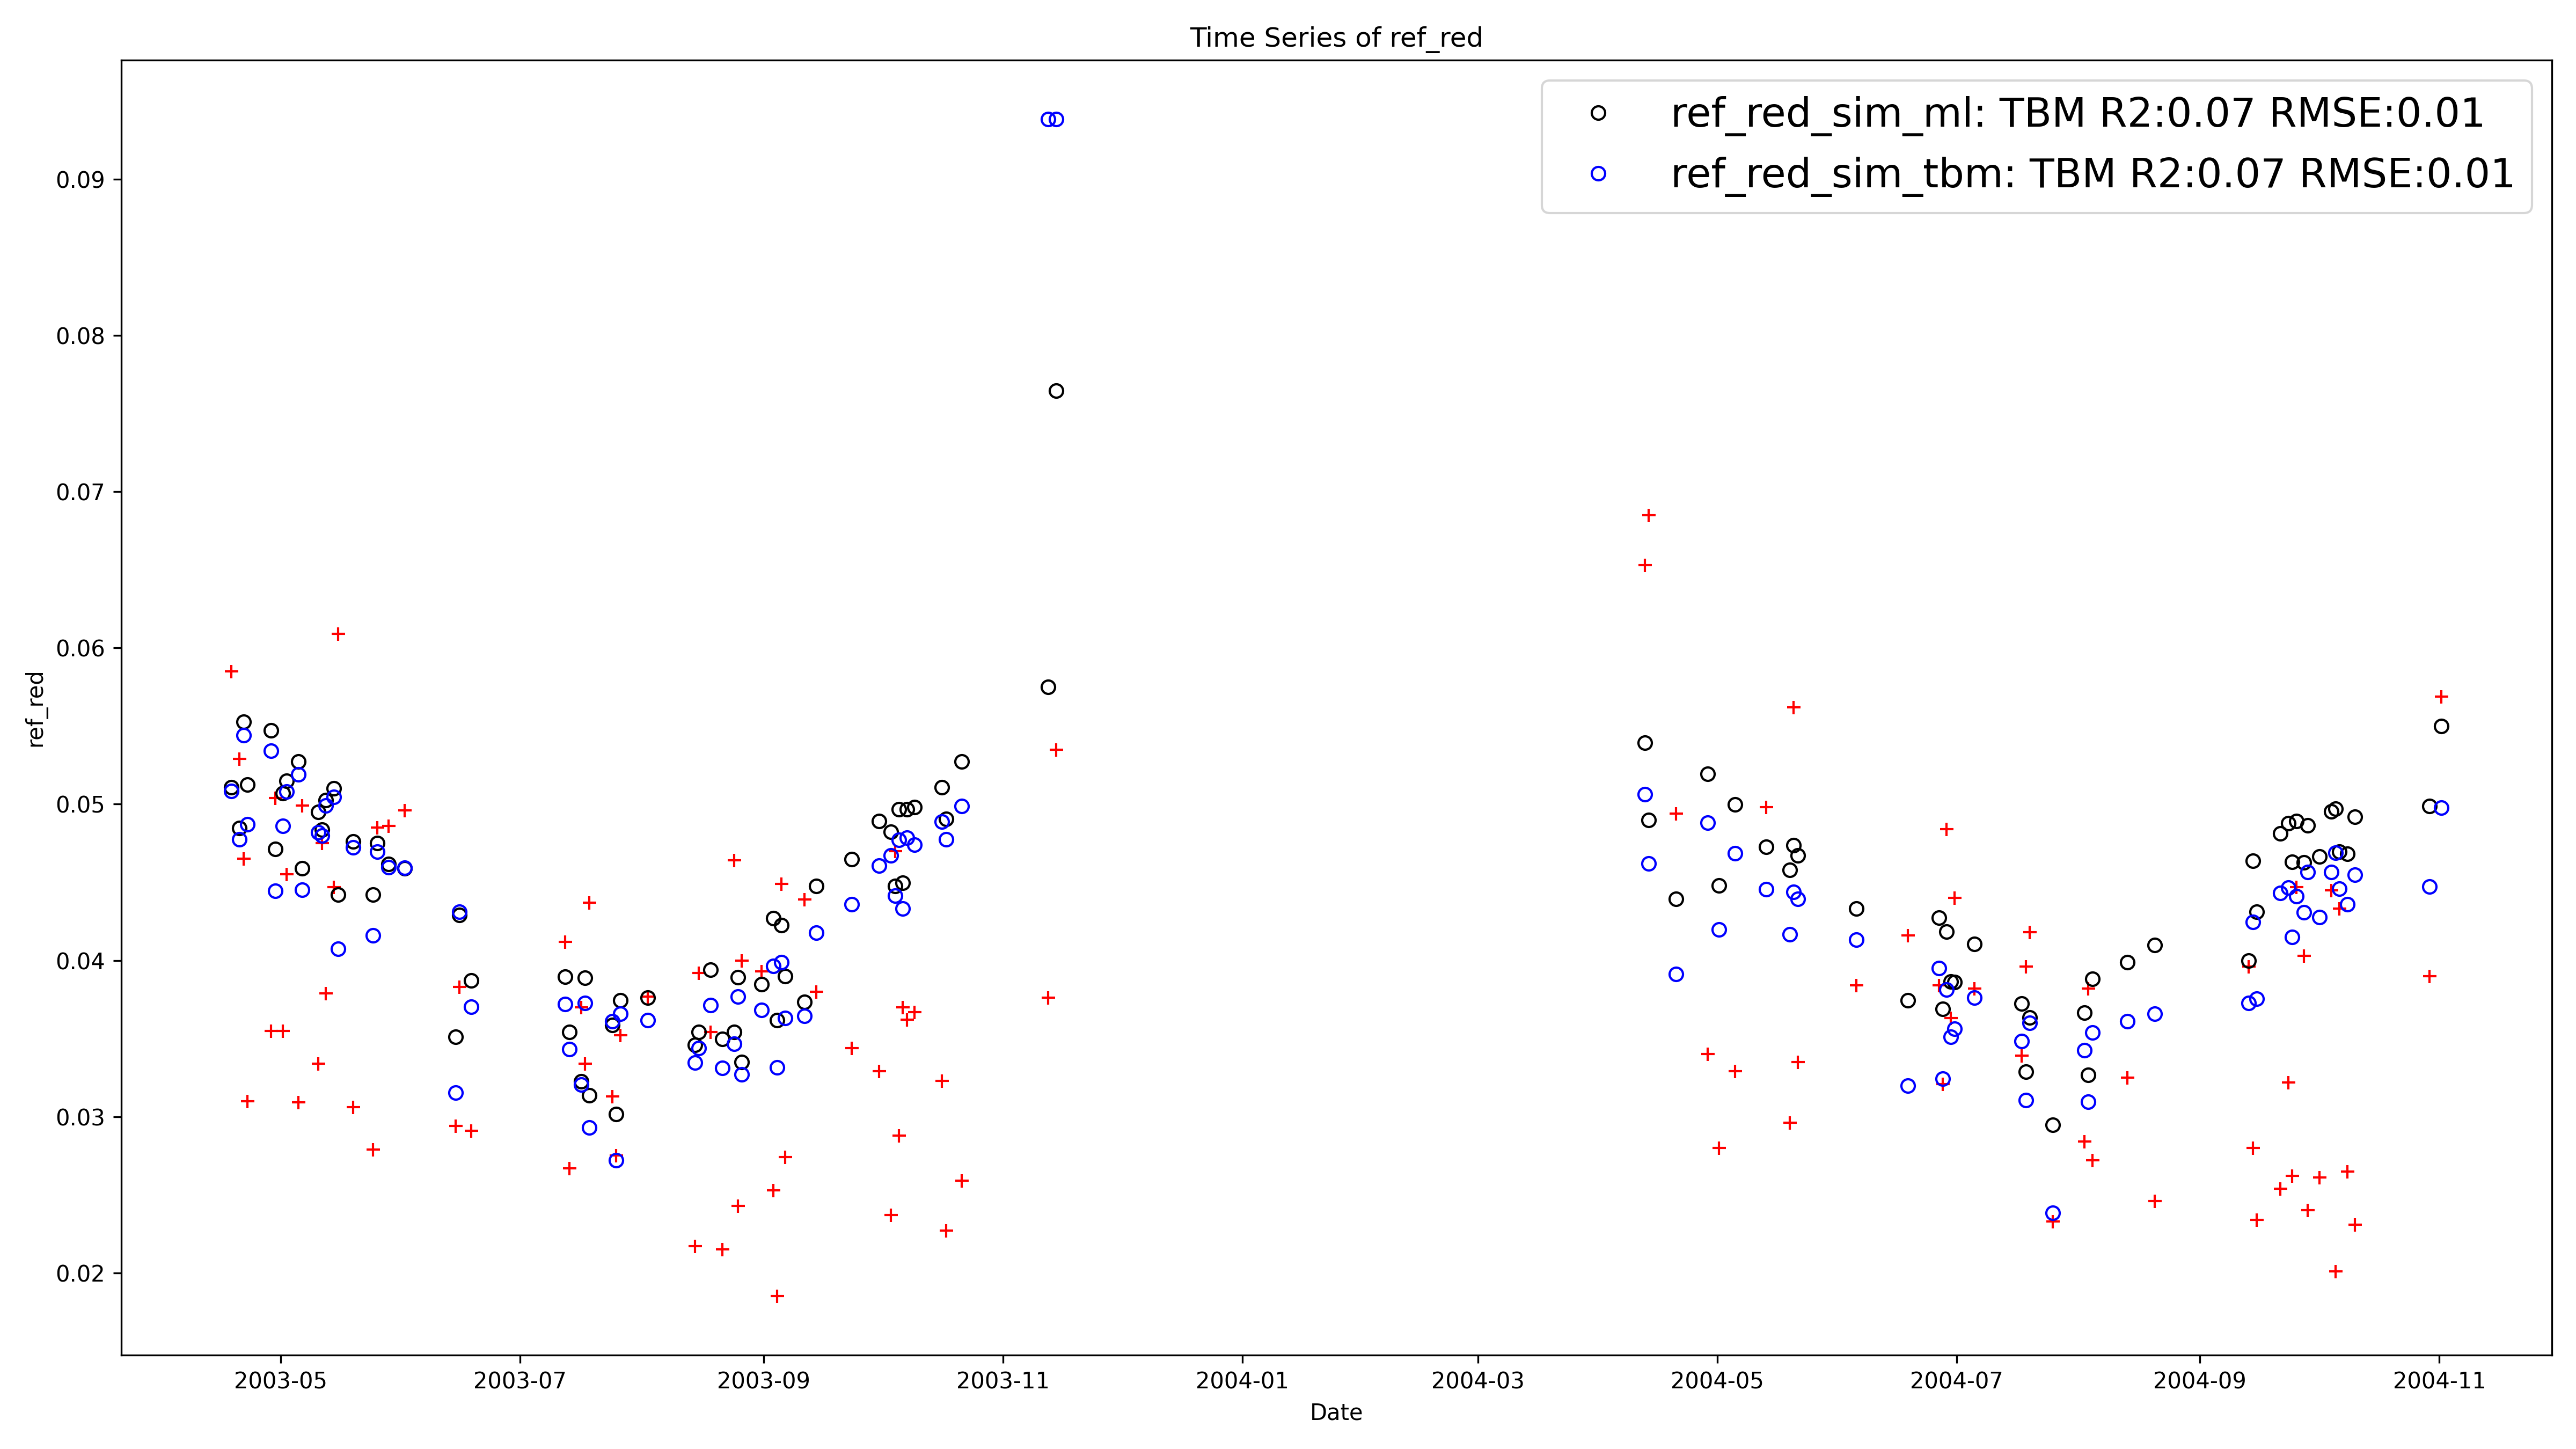 Time Series of ref_red
ref_red_sim_ml: TBM R2:0.07 RMSE:0.01
ref_red_sim_tbm: TBM R2:0.07 RMSE:0.01
0.09
0.08
0.07
0.06
0.05
0.04
0.03
0.02
ref_red
2003-05 2003-07 2003-09 2003-11 2004-01 2004-03 2004-05 2004-07 2004-09 2004-11
Date